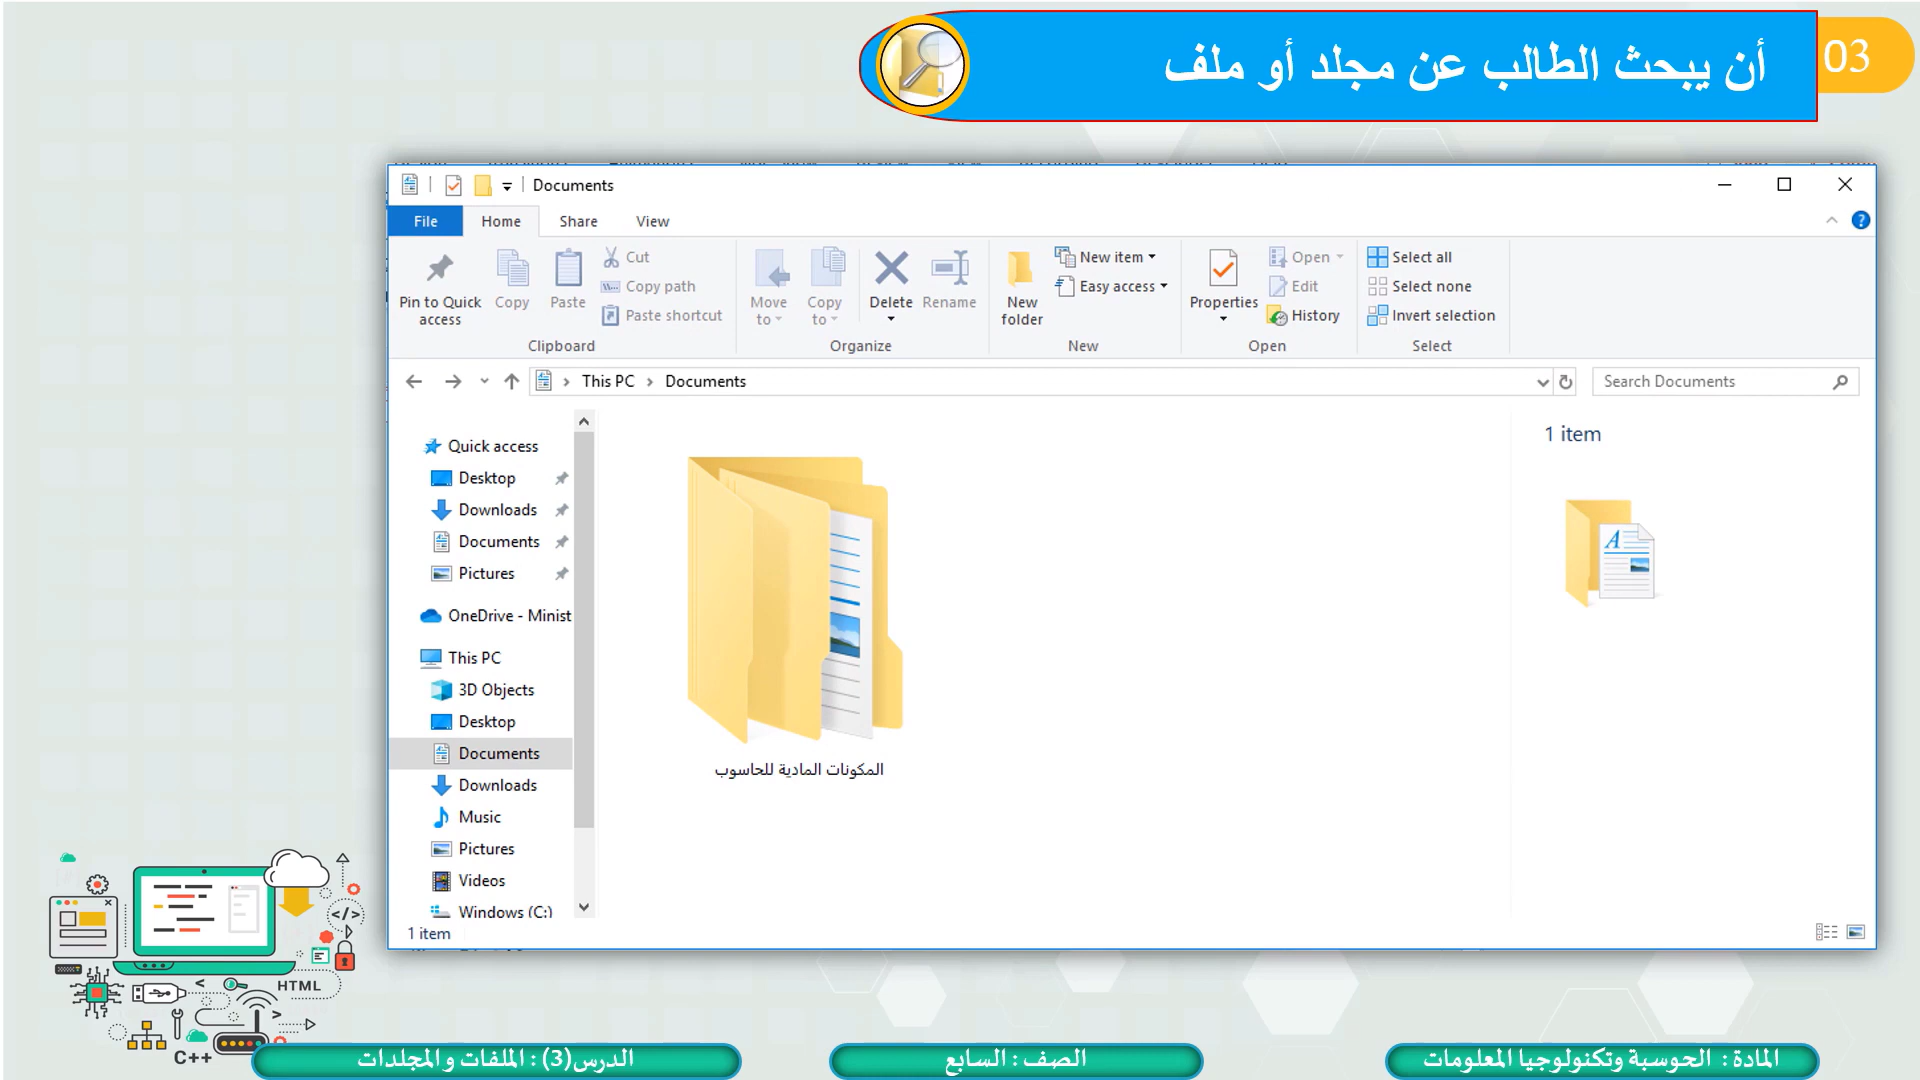 03
أن يبحث الطالب عن مجلد أو ملف
Documents
File
Home
Share
View
Pin to Quick access
Copy
Paste
Cut
Copy path
Paste shortcut
Clipboard
Move to
Copy to
Delete
Rename
Organize
New folder
New item
Easy access
New
Properties
Open
Edit
History
Open
Select all
Select none
Invert selection
Select
This PC
Documents
Search Documents
Quick access
Desktop
Downloads
Documents
Pictures
OneDrive - Minist
This PC
3D Objects
Desktop
Documents
Downloads
Music
Pictures
Videos
Windows (C:)
المكونات المادية للحاسوب
1 item
1 item
</>
HTML
C++
المادة : الحوسبة وتكنولوجيا المعلومات
الصف : السابع
الدرس(3) : الملفات و المجلدات